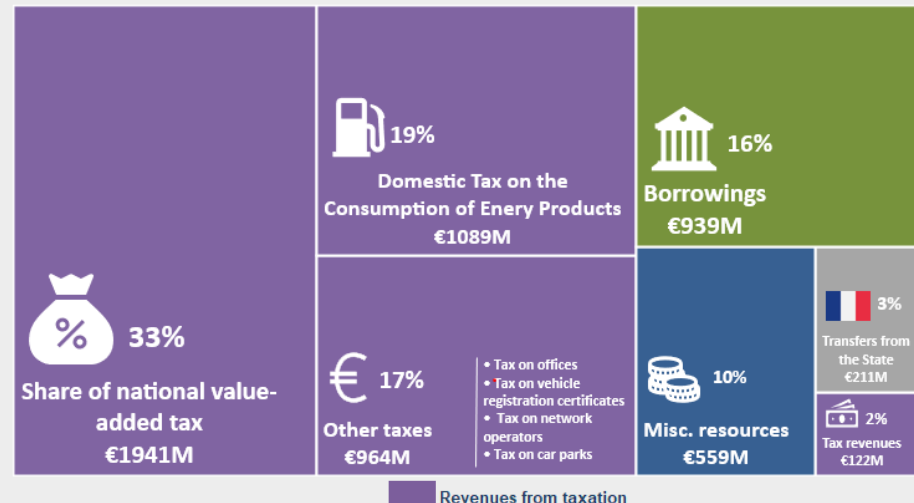 33%
Share of national value-
added tax
€1941M
19%
Domestic Tax on the
Consumption of Enery Products
€1089M
€
17%
Other taxes
€964M
• Tax on offices
• Tax on vehicle
registration certificates
• Tax on network
operators
• Tax on car parks
16%
Borrowings
€939M
10%
Misc. resources
€559M
3%
Transfers from
the State
€211M
2%
Tax revenues
€122M
Revenues from taxation